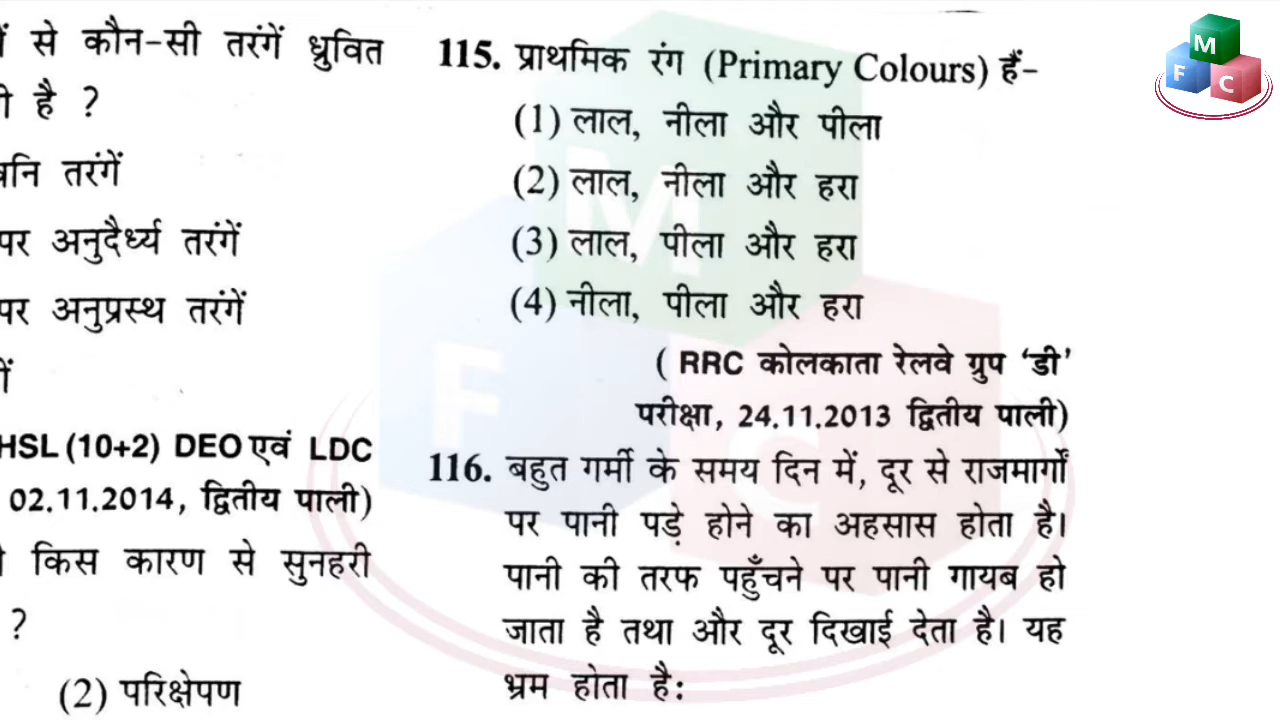 से कौन-सी तरंगें ध्रुवित
है ?
तरंगें
पर अनुदैर्ध्य तरंगें
पर अनुप्रस्थ तरंगें
HSL (10+2) DEO एवं LDC
02.11.2014, द्वितीय पाली)
किस कारण से सुनहरी
?
(2) परिक्षेपण
115. प्राथमिक रंग (Primary Colours) हैं-
(1) लाल, नीला और पीला
(2) लाल, नीला और हरा
(3) लाल, पीला और हरा
(4) नीला, पीला और हरा
( RRC कोलकाता रेलवे ग्रुप ‘डी’
परीक्षा, 24.11.2013 द्वितीय पाली)
116. बहुत गर्मी के समय दिन में, दूर से राजमार्गों
पर पानी पड़े होने का अहसास होता है।
पानी की तरफ पहुँचने पर पानी गायब हो
जाता है तथा और दूर दिखाई देता है। यह
भ्रम होता है:
M
F C